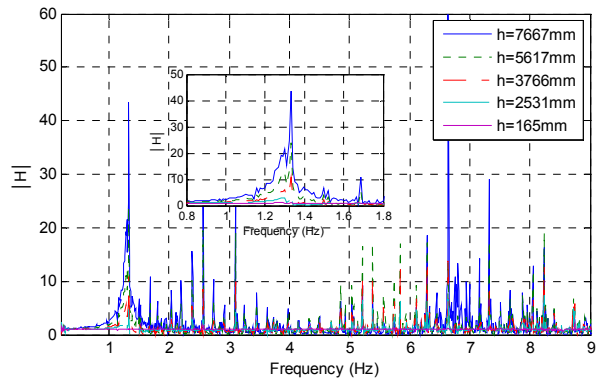 60
50
40
30
20
10
0
|H|
1 2 3 4 5 6 7 8 9
Frequency (Hz)
h=7667mm
h=5617mm
h=3766mm
h=2531mm
h=165mm
50
40
30
20
10
0
|H|
0.8 1 1.2 1.4 1.6 1.8
Frequency (Hz)